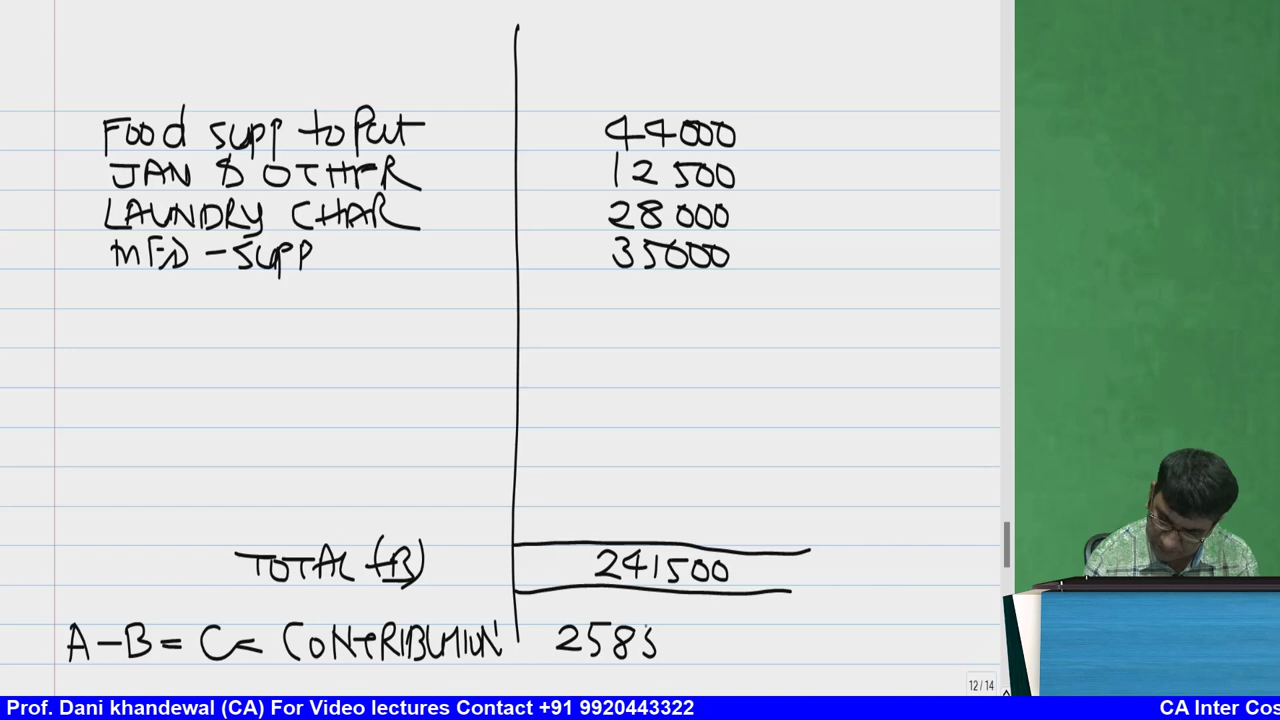 Food supp to Pat 44000
JAN & OTHER 12500
LAUNDRY CHAR 28000
MED - SUPP 35000
TOTAL (B) 241500
A - B = C = CONTRIBUTION 2585
12 / 14
Prof. Dani khandewal (CA) For Video lectures Contact +91 9920443322 CA Inter Cos